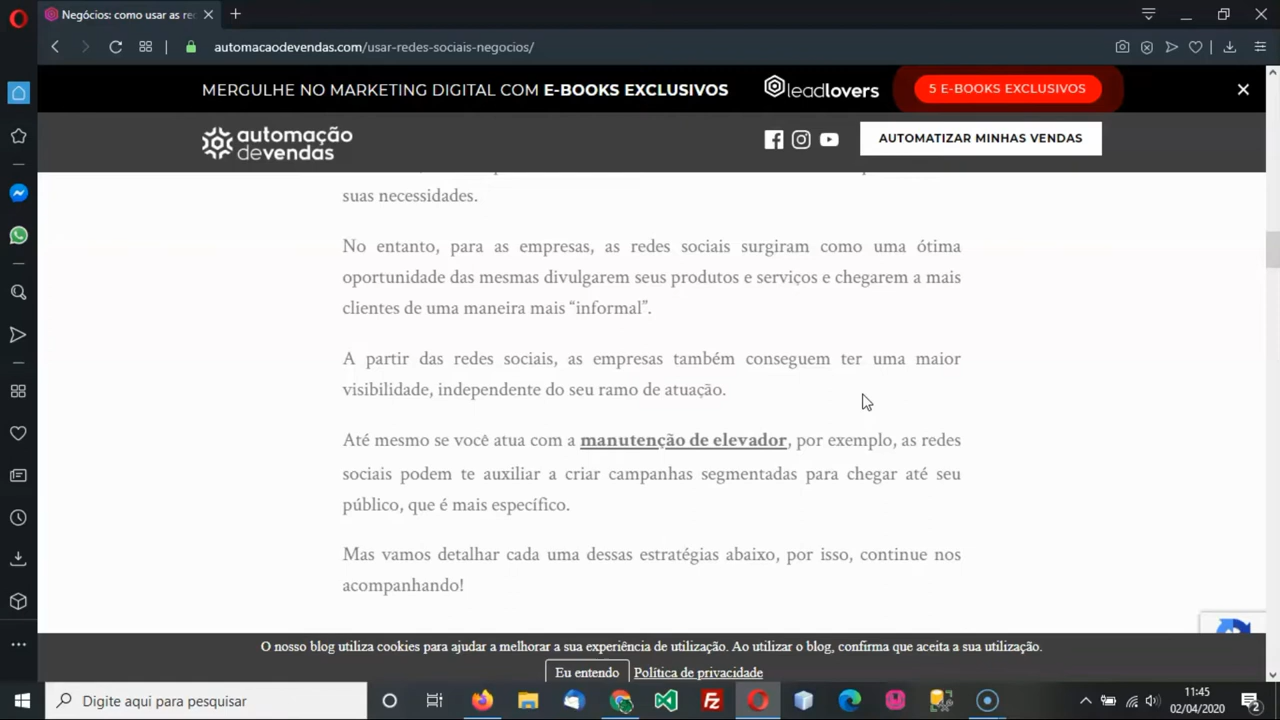 Negócios: como usar as re
automacaodevendas.com/usar-redes-sociais-negocios/
MERGULHE NO MARKETING DIGITAL COM E-BOOKS EXCLUSIVOS
leadlovers
5 E-BOOKS EXCLUSIVOS
automação
devendas
AUTOMATIZAR MINHAS VENDAS
suas necessidades.
No entanto, para as empresas, as redes sociais surgiram como uma ótima
oportunidade das mesmas divulgarem seus produtos e serviços e chegarem a mais
clientes de uma maneira mais “informal”.
A partir das redes sociais, as empresas também conseguem ter uma maior
visibilidade, independente do seu ramo de atuação.
Até mesmo se você atua com a manutenção de elevador, por exemplo, as redes
sociais podem te auxiliar a criar campanhas segmentadas para chegar até seu
público, que é mais específico.
Mas vamos detalhar cada uma dessas estratégias abaixo, por isso, continue nos
acompanhando!
O nosso blog utiliza cookies para ajudar a melhorar a sua experiência de utilização. Ao utilizar o blog, confirma que aceita a sua utilização.
Eu entendo
Política de privacidade
Digite aqui para pesquisar
11:45
02/04/2020
2